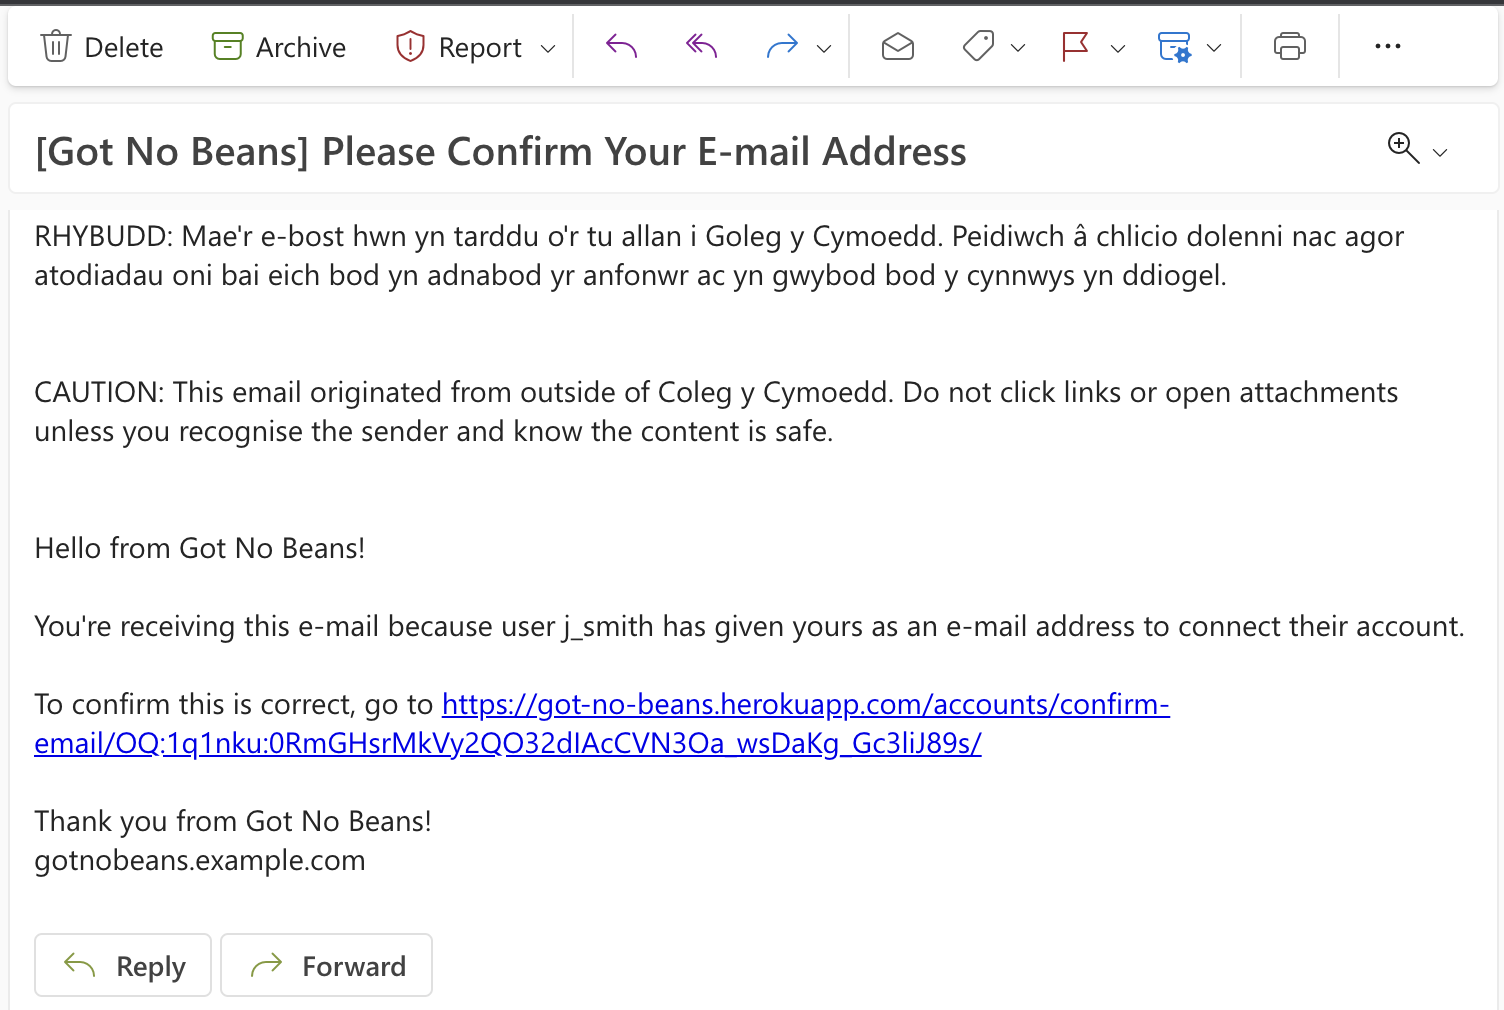 Delete Archive Report
[Got No Beans] Please Confirm Your E-mail Address
RHYBUDD: Mae'r e-bost hwn yn tarddu o'r tu allan i Goleg y Cymoedd. Peidiwch â chlicio dolenni nac agor
atodiadau oni bai eich bod yn adnabod yr anfonwr ac yn gwybod bod y cynnwys yn ddiogel.
CAUTION: This email originated from outside of Coleg y Cymoedd. Do not click links or open attachments
unless you recognise the sender and know the content is safe.
Hello from Got No Beans!
You're receiving this e-mail because user j_smith has given yours as an e-mail address to connect their account.
To confirm this is correct, go to https://got-no-beans.herokuapp.com/accounts/confirm-
email/OQ:1q1nku:0RmGHsrMkVy2QO32dIAcCVN3Oa_wsDaKg_Gc3liJ89s/
Thank you from Got No Beans!
gotnobeans.example.com
Reply Forward